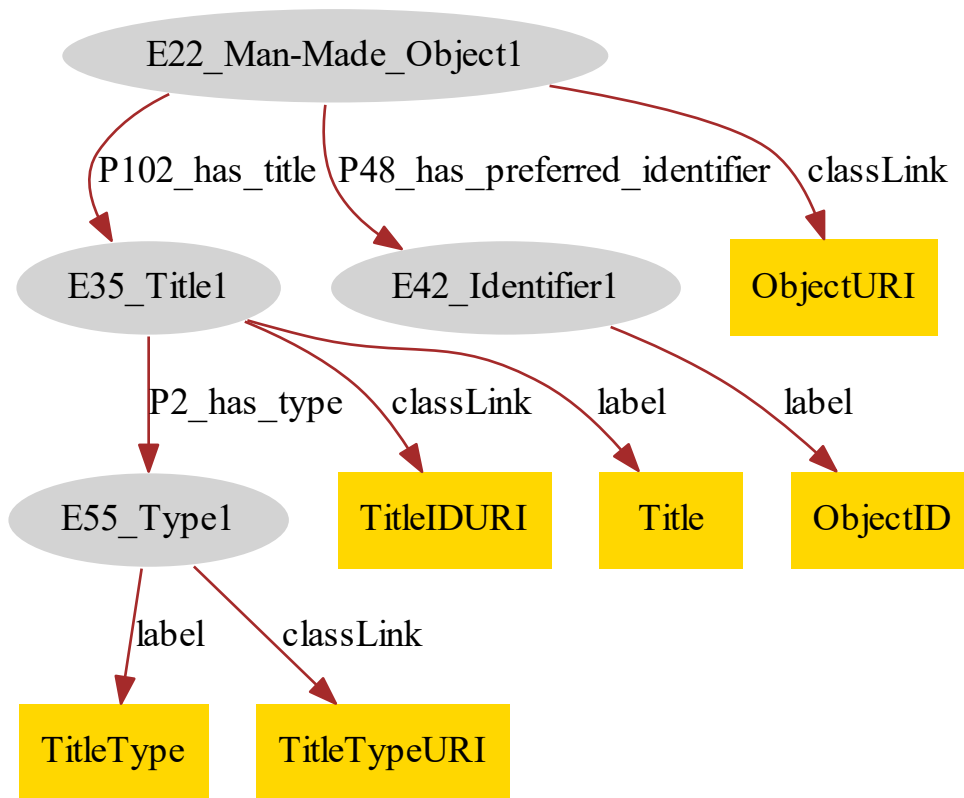 E22_Man-Made_Object1
P102_has_title
P48_has_preferred_identifier
classLink
E35_Title1
E42_Identifier1
ObjectURI
P2_has_type
classLink
label
label
E55_Type1
TitleIDURI
Title
ObjectID
label
classLink
TitleType
TitleTypeURI